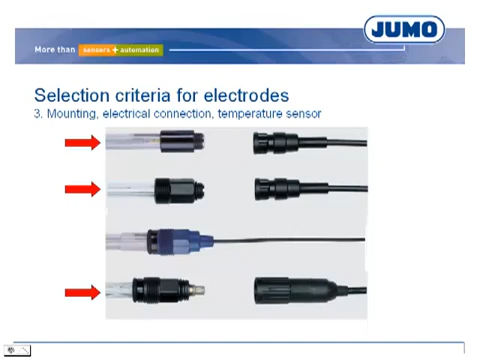 JUMO
More than sensors + automation
Selection criteria for electrodes
3. Mounting, electrical connection, temperature sensor